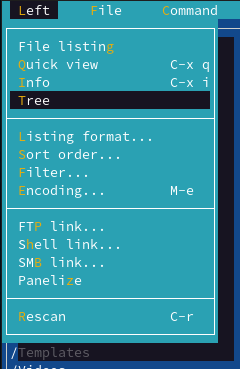 Left File Command
File listing
Quick view C-x q
Info C-x i
Tree
Listing format...
Sort order...
Filter...
Encoding... M-e
FTP link...
Shell link...
SMB link...
Panelize
Rescan C-r
/Templates
/Videos